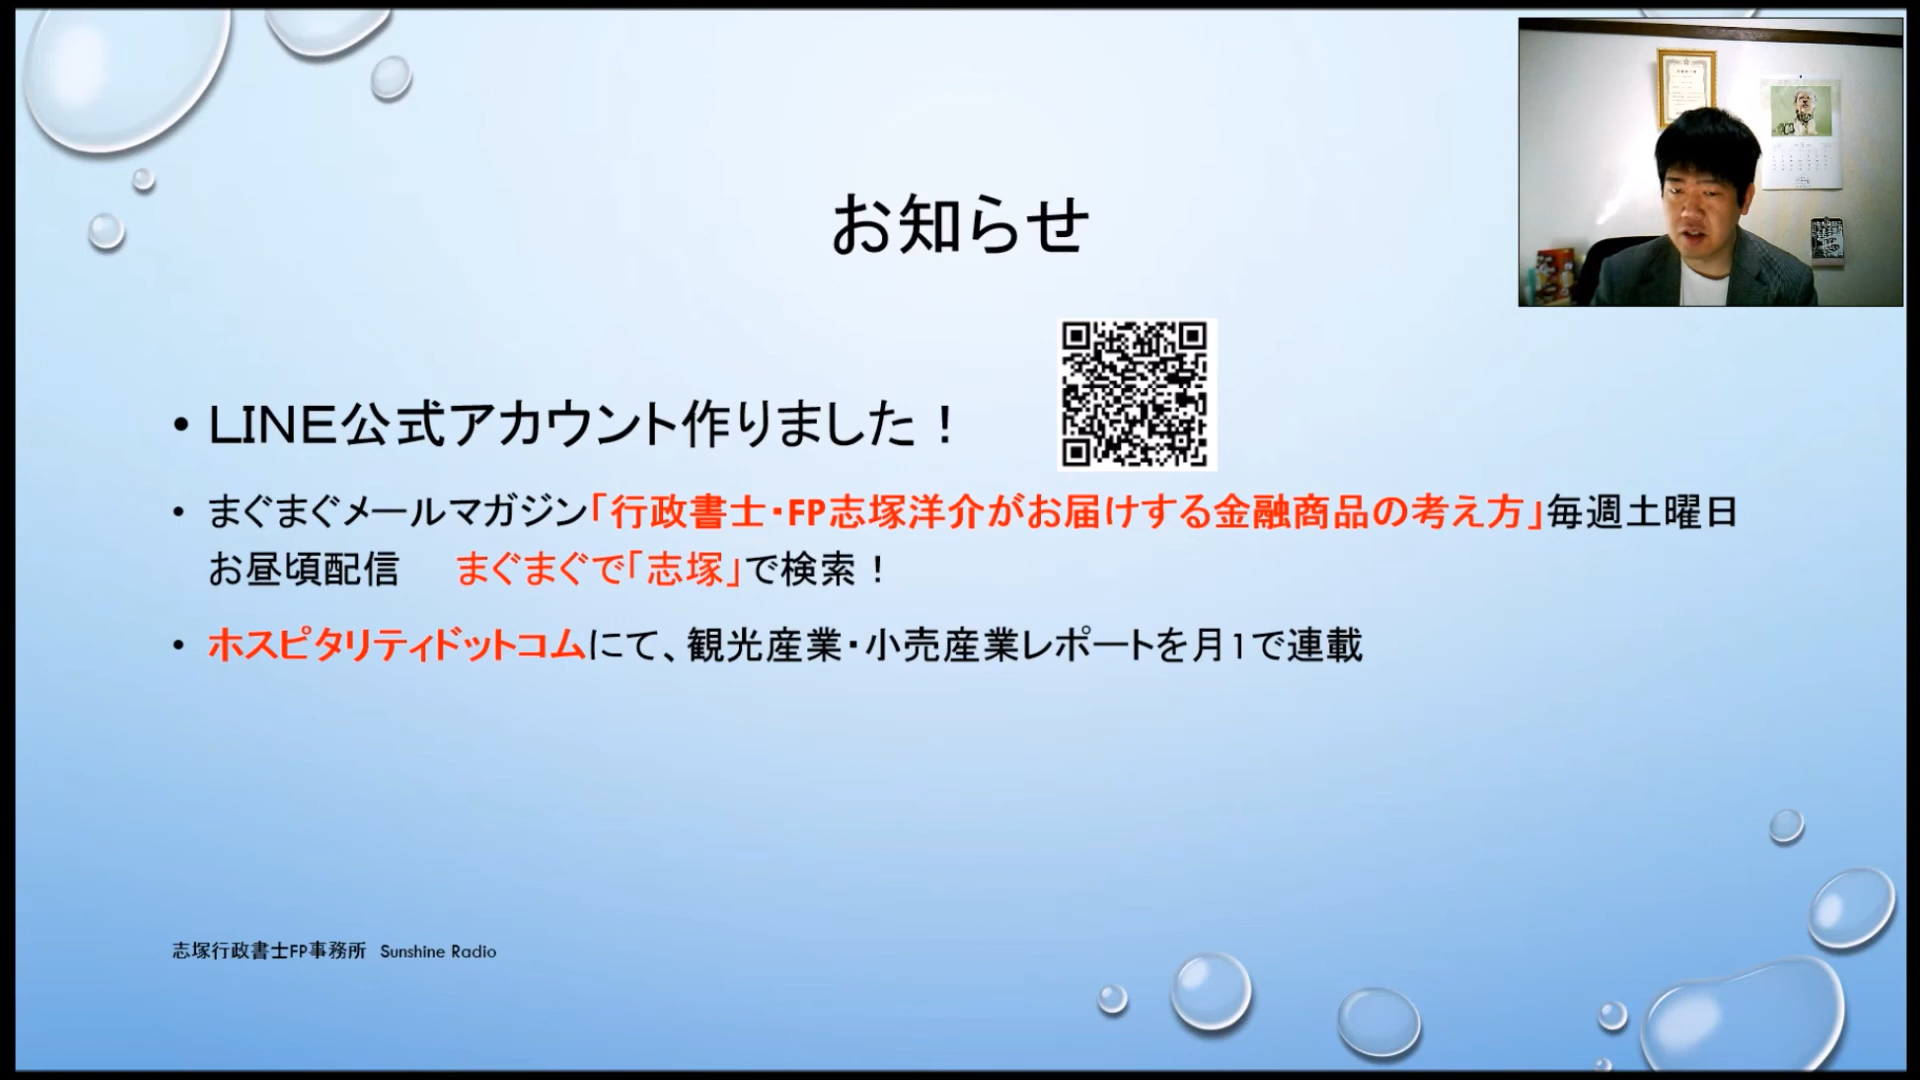 お知らせ
• LINE公式アカウント作りました！
• まぐまぐメールマガジン「行政書士・FP志塚洋介がお届けする金融商品の考え方」毎週土曜日
お昼頃配信　まぐまぐで「志塚」で検索！
• ホスピタリティドットコムにて、観光産業・小売産業レポートを月1で連載
志塚行政書士FP事務所 Sunshine Radio